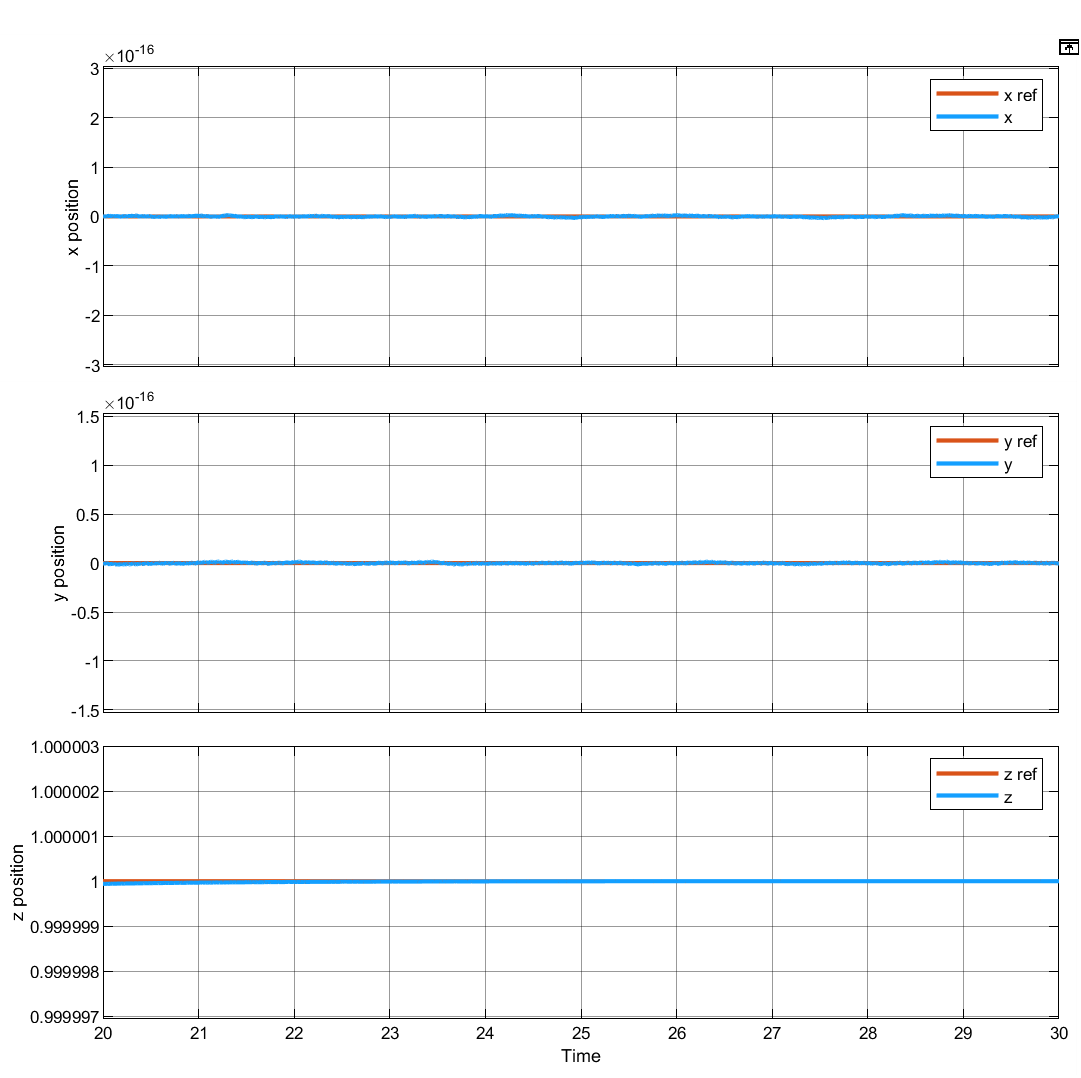 ×10-16
3
2
1
0
-1
-2
-3
x position
x ref
x
×10-16
1.5
1
0.5
0
-0.5
-1
-1.5
y position
y ref
y
1.000003
1.000002
1.000001
1
0.999999
0.999998
0.999997
z position
z ref
z
20 21 22 23 24 25 26 27 28 29 30
Time